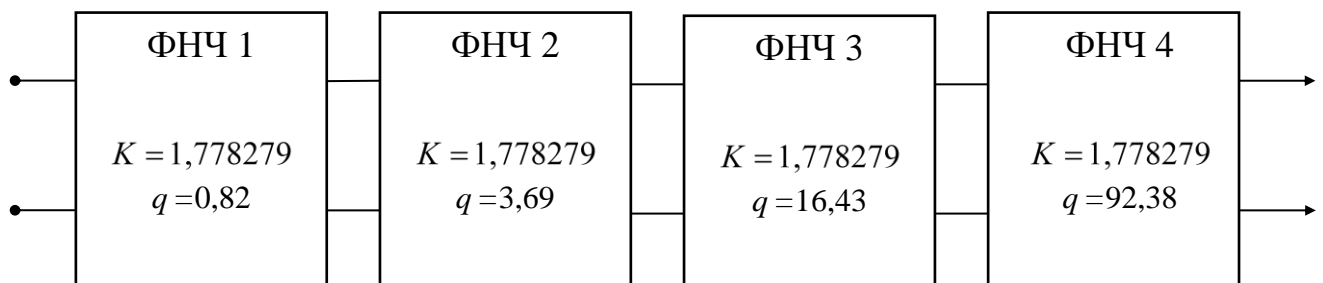 ФНЧ 1
K = 1,778279
q =0,82
ФНЧ 2
K = 1,778279
q =3,69
ФНЧ 3
K = 1,778279
q =16,43
ФНЧ 4
K = 1,778279
q =92,38